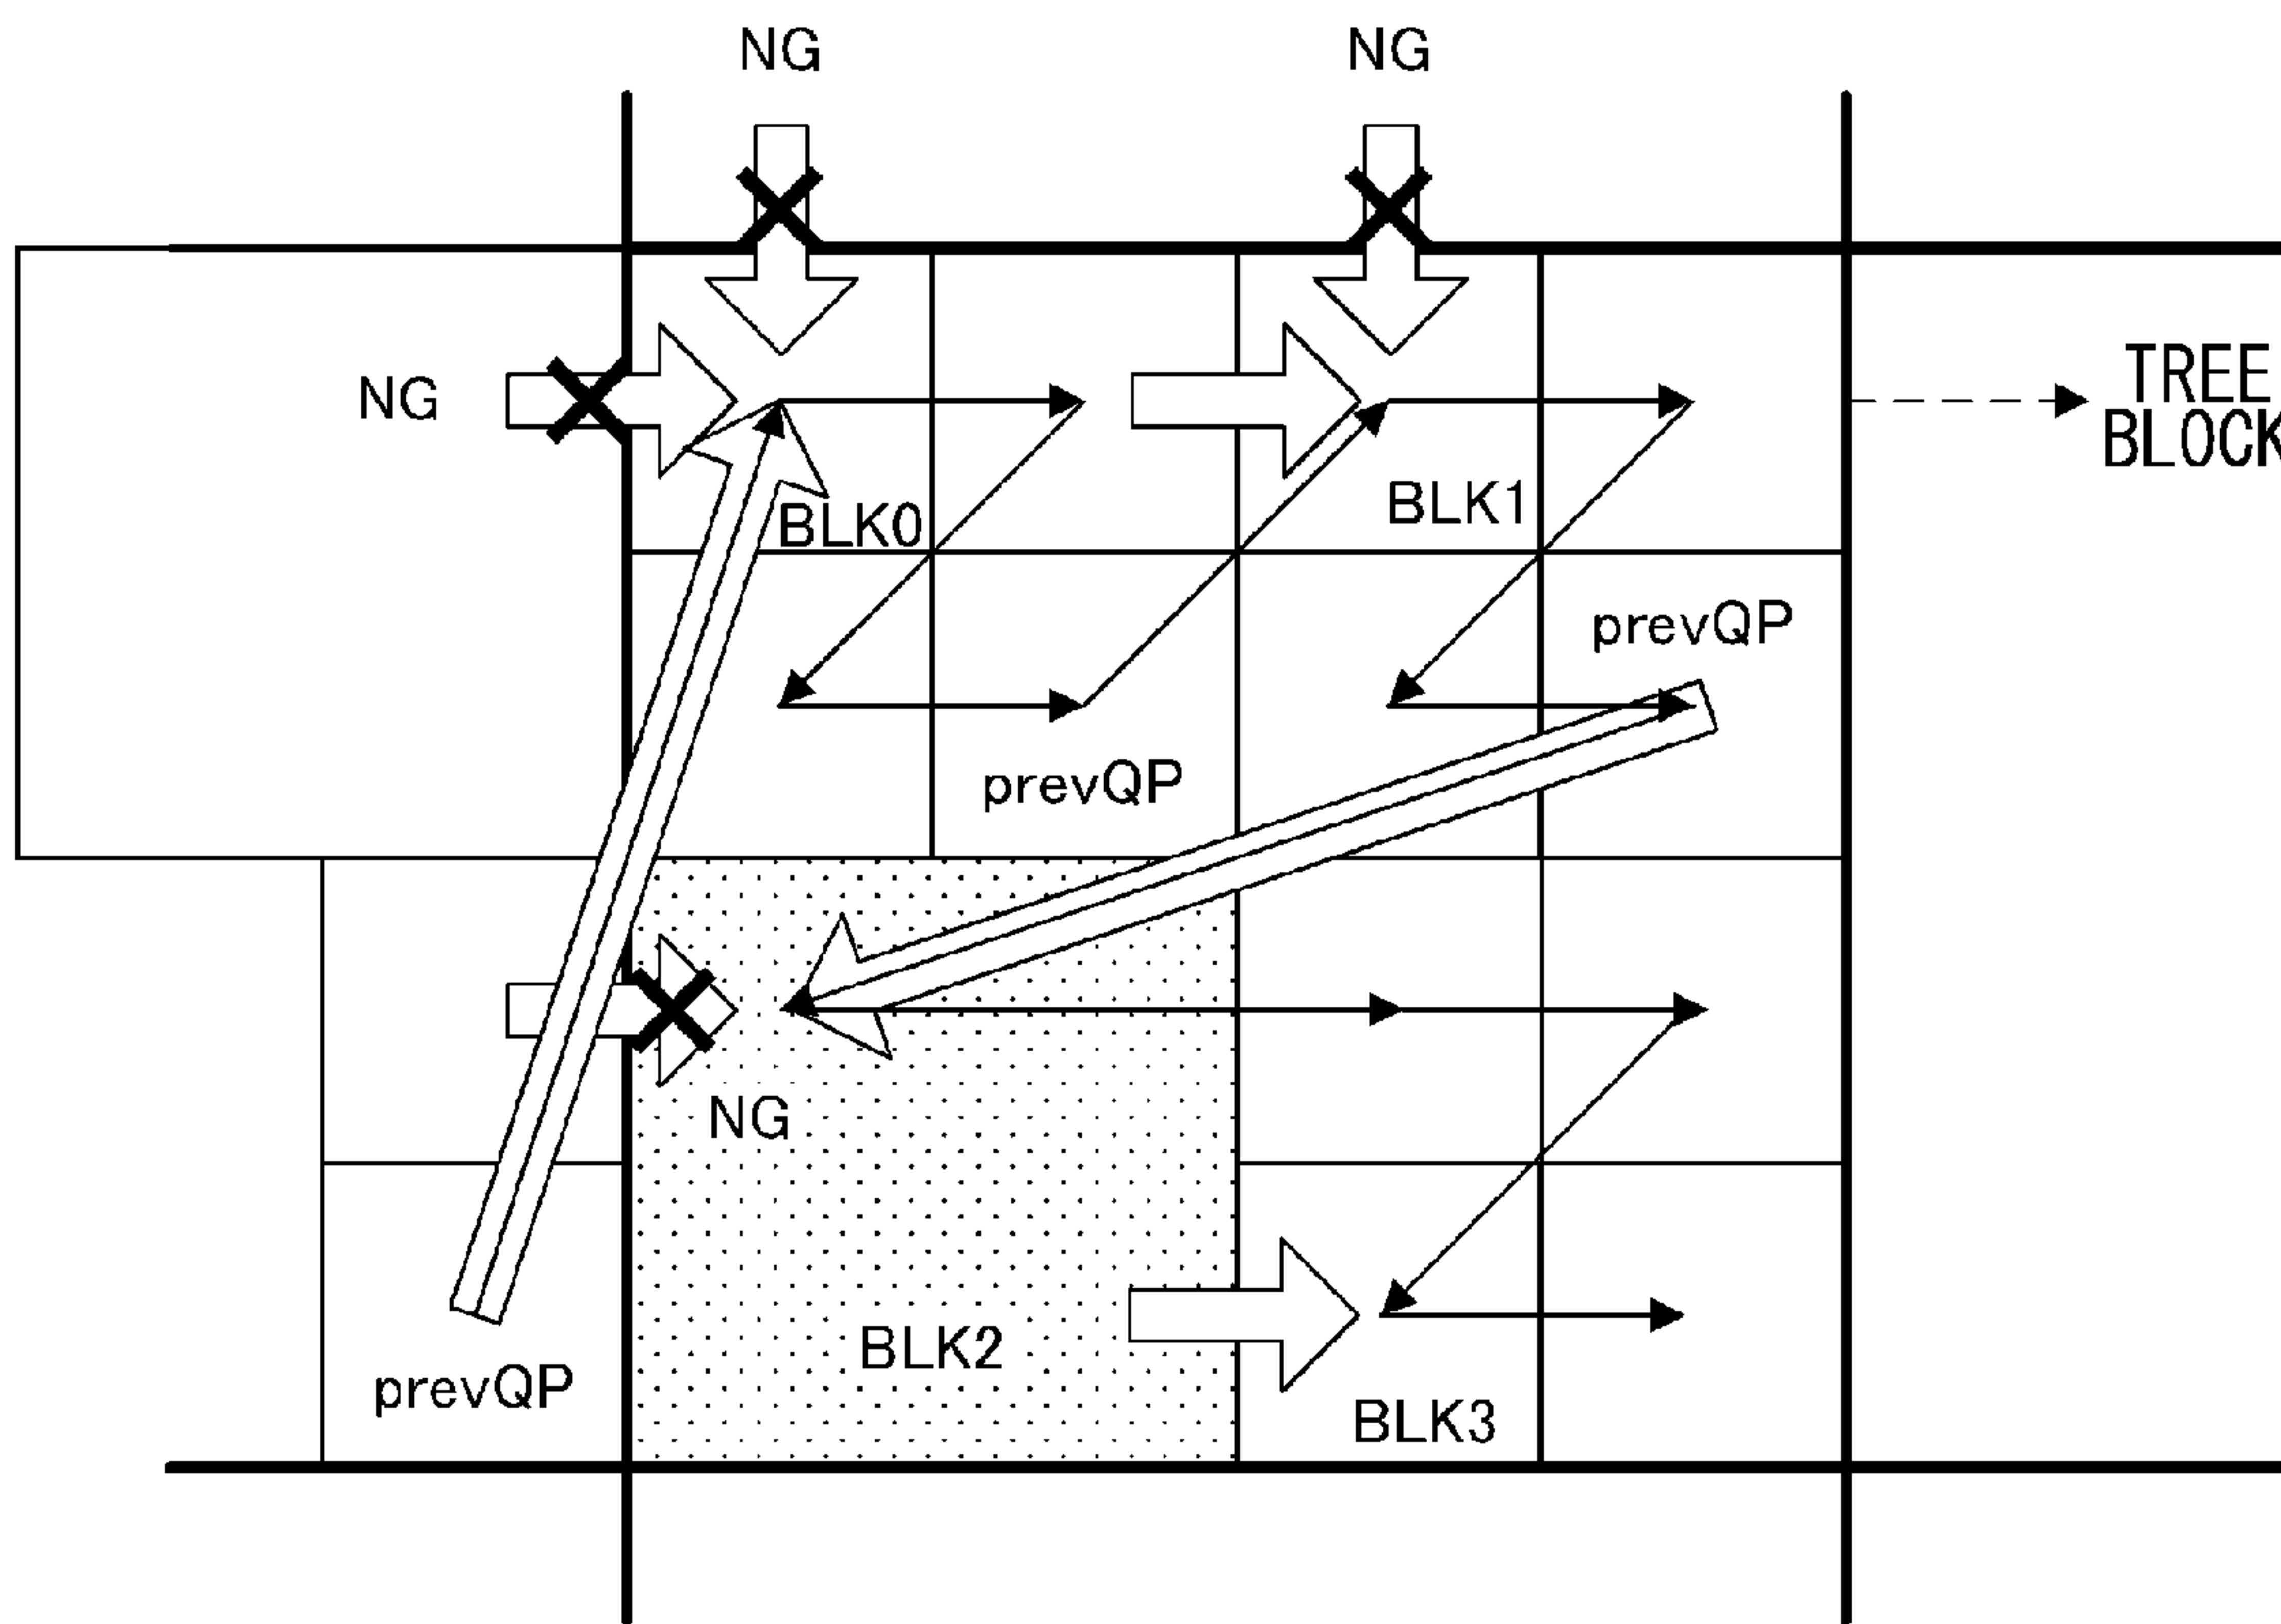 NG
NG
NG
TREE
BLOCK
BLK0
BLK1
prevQP
prevQP
NG
BLK2
prevQP
BLK3